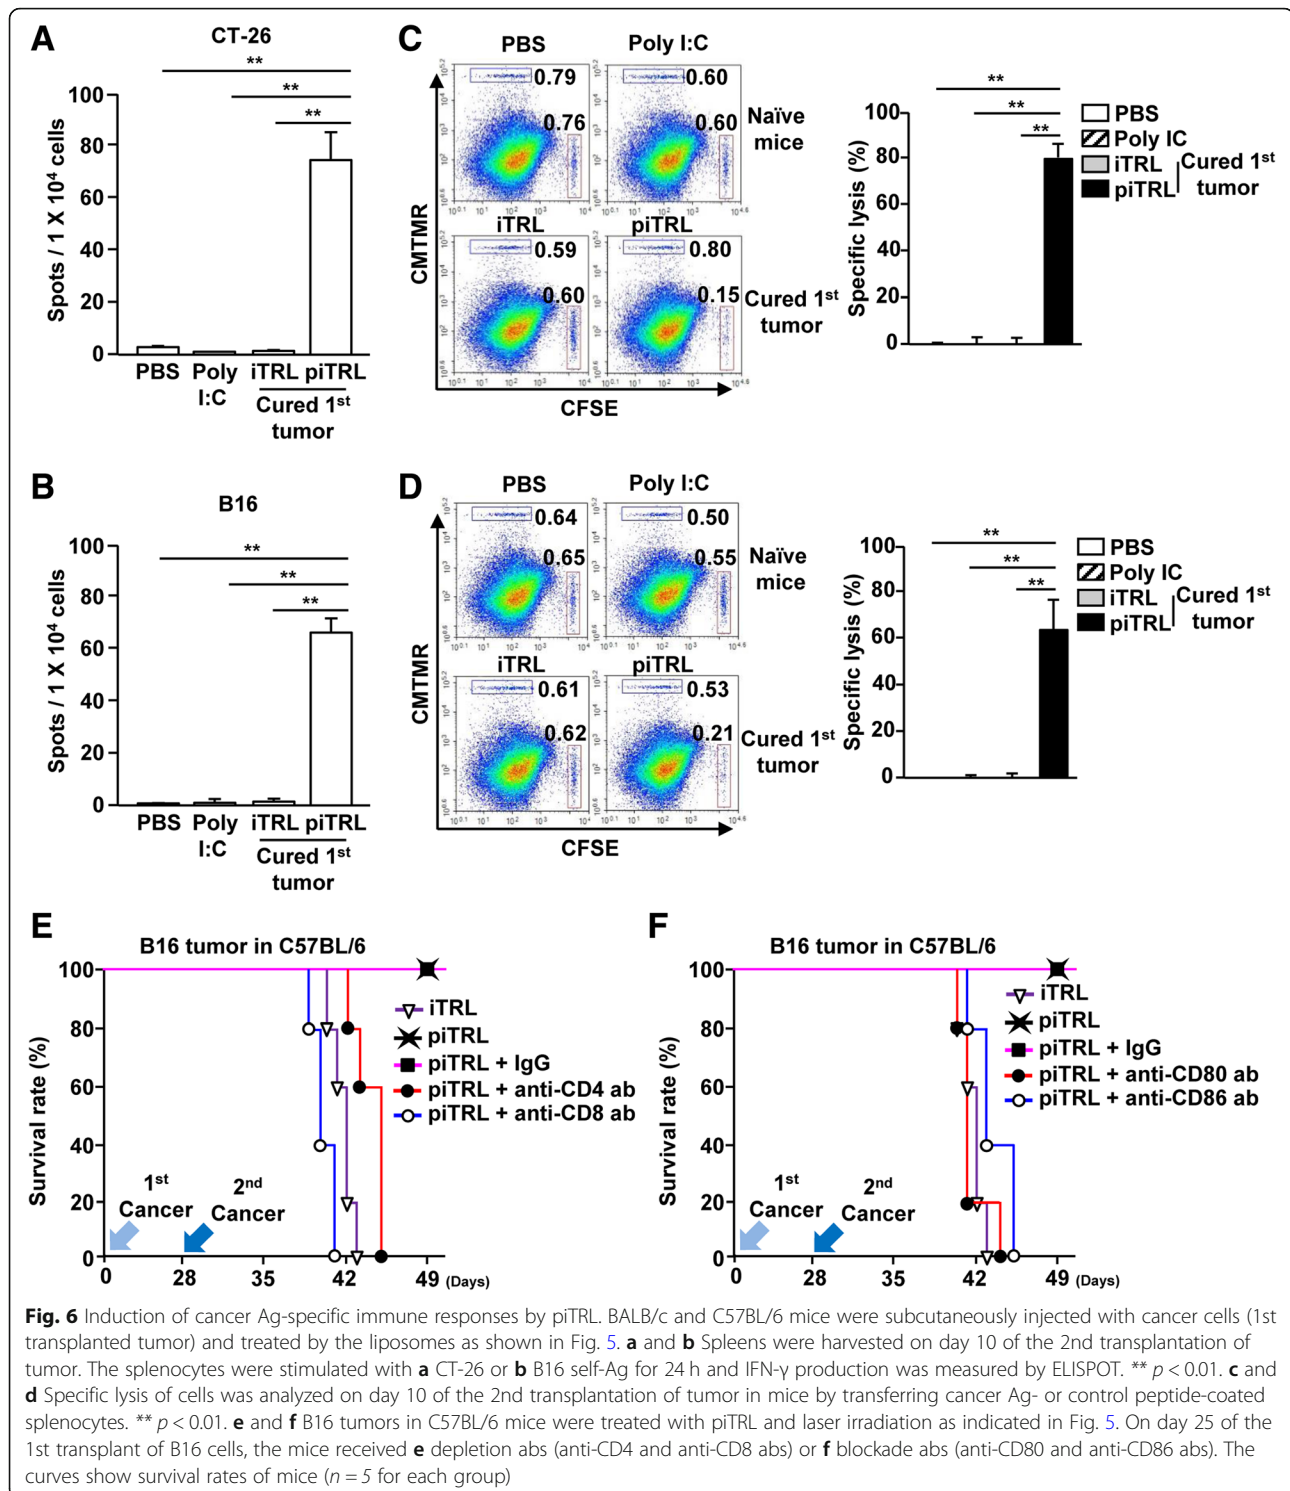 A
CT-26
**
**
**
Spots / 1 X 10⁴ cells
100
80
60
40
20
0
PBS
Poly I:C
iTRL piTRL
Cured 1st tumor
C
PBS
Poly I:C
0.79
0.76
0.60
0.60
Naïve mice
iTRL
piTRL
0.59
0.60
0.80
0.15
Cured 1st tumor
CMTMR
CFSE
**
**
**
Specific lysis (%)
100
80
60
40
20
0
PBS
Poly IC
iTRL
piTRL
Cured 1st tumor
B
B16
**
**
**
Spots / 1 X 10⁴ cells
100
80
60
40
20
0
PBS
Poly I:C
iTRL piTRL
Cured 1st tumor
D
PBS
Poly I:C
0.64
0.65
0.50
0.55
Naïve mice
iTRL
piTRL
0.61
0.62
0.53
0.21
Cured 1st tumor
CMTMR
CFSE
**
**
**
Specific lysis (%)
100
80
60
40
20
0
PBS
Poly IC
iTRL
piTRL
Cured 1st tumor
E
B16 tumor in C57BL/6
Survival rate (%)
100
80
60
40
20
0
iTRL
piTRL
piTRL + IgG
piTRL + anti-CD4 ab
piTRL + anti-CD8 ab
1st Cancer
2nd Cancer
0 28 35 42 49 (Days)
F
B16 tumor in C57BL/6
Survival rate (%)
100
80
60
40
20
0
iTRL
piTRL
piTRL + IgG
piTRL + anti-CD80 ab
piTRL + anti-CD86 ab
1st Cancer
2nd Cancer
0 28 35 42 49 (Days)
Fig. 6 Induction of cancer Ag-specific immune responses by piTRL. BALB/c and C57BL/6 mice were subcutaneously injected with cancer cells (1st
transplanted tumor) and treated by the liposomes as shown in Fig. 5. a and b Spleens were harvested on day 10 of the 2nd transplantation of
tumor. The splenocytes were stimulated with a CT-26 or b B16 self-Ag for 24 h and IFN-γ production was measured by ELISPOT. ** p < 0.01. c and
d Specific lysis of cells was analyzed on day 10 of the 2nd transplantation of tumor in mice by transferring cancer Ag- or control peptide-coated
splenocytes. ** p < 0.01. e and f B16 tumors in C57BL/6 mice were treated with piTRL and laser irradiation as indicated in Fig. 5. On day 25 of the
1st transplant of B16 cells, the mice received e depletion abs (anti-CD4 and anti-CD8 abs) or f blockade abs (anti-CD80 and anti-CD86 abs). The
curves show survival rates of mice (n = 5 for each group)